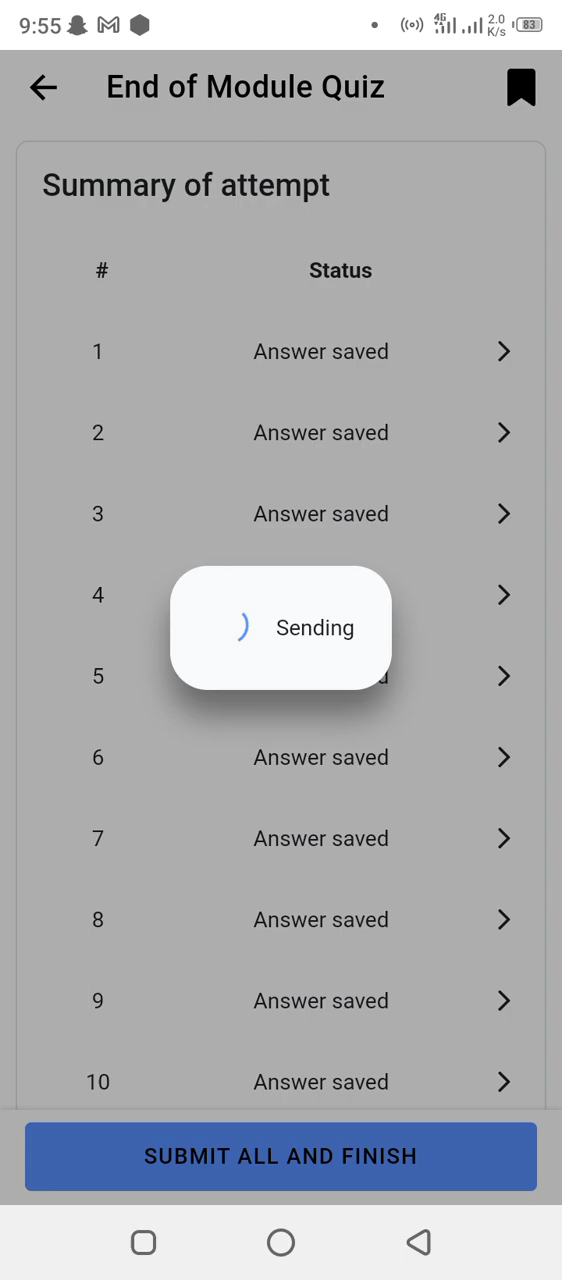 9:55
4G
2.0
K/s
83
End of Module Quiz
Summary of attempt
# Status
1 Answer saved
2 Answer saved
3 Answer saved
4
Sending
5 d
6 Answer saved
7 Answer saved
8 Answer saved
9 Answer saved
10 Answer saved
SUBMIT ALL AND FINISH